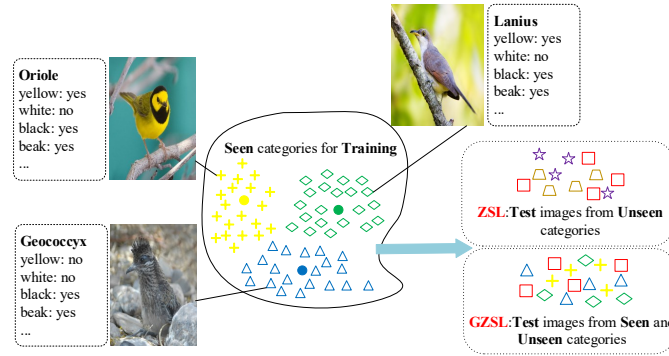 Oriole
yellow: yes
white: no
black: yes
beak: yes
...
Lanius
yellow: yes
white: no
black: yes
beak: yes
...
Seen categories for Training
Geococcyx
yellow: no
white: no
black: yes
beak: yes
...
ZSL:Test images from Unseen
categories
GZSL:Test images from Seen and
Unseen categories